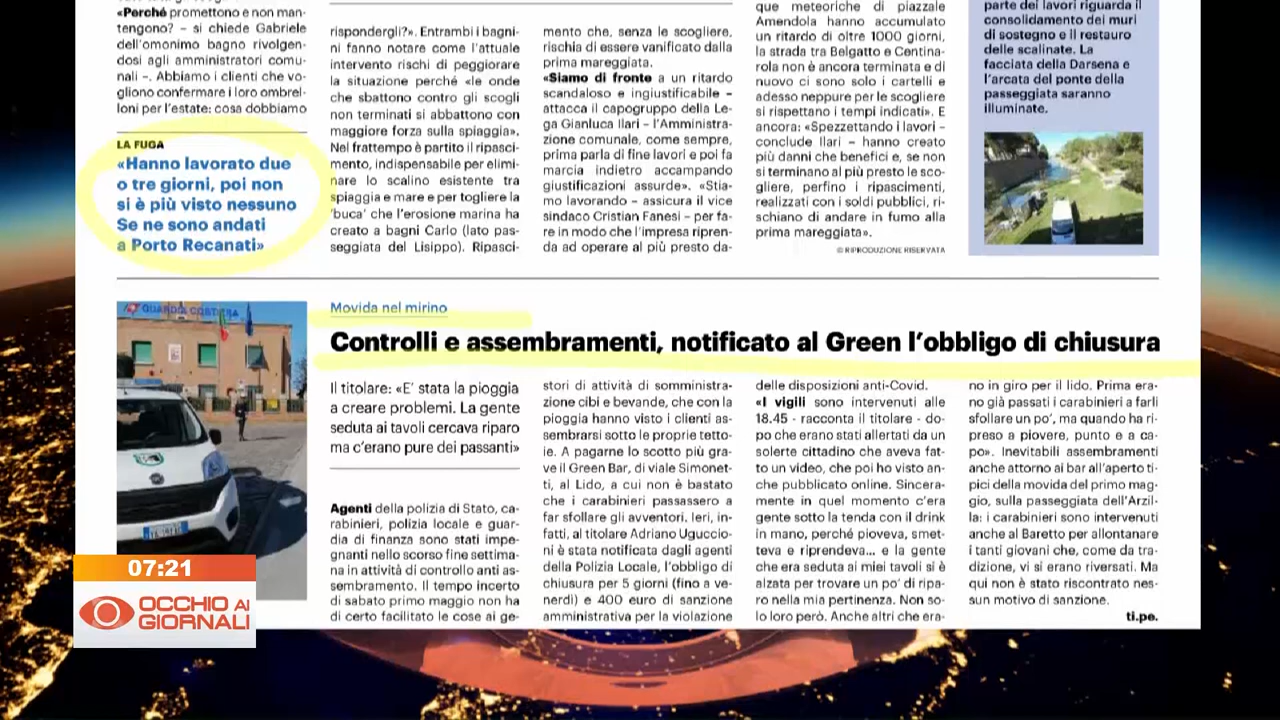 «Perché promettono e non man-
tengono? – si chiede Gabriele
dell'omonimo bagno rivolgen-
dosi agli amministratori comu-
nali –. Abbiamo i clienti che vo-
gliono confermare i loro ombrel-
loni per l'estate: cosa dobbiamo
LA FUGA
«Hanno lavorato due
o tre giorni, poi non
si è più visto nessuno
Se ne sono andati
a Porto Recanati»
rispondergli?». Entrambi i bagni-
ni fanno notare come l'attuale
intervento rischi di peggiorare
la situazione perché «le onde
che sbattono contro gli scogli
non terminati si abbattono con
maggiore forza sulla spiaggia».
Nel frattempo è partito il ripasci-
mento, indispensabile per elimi-
nare lo scalino esistente tra
spiaggia e mare e per togliere la
'buca' che l'erosione marina ha
creato a bagni Carlo (lato pas-
seggiata del Lisippo). Ripasci-
mento che, senza le scogliere,
rischia di essere vanificato dalla
prima mareggiata.
«Siamo di fronte a un ritardo
scandaloso e ingiustificabile –
attacca il capogruppo della Le-
ga Gianluca Ilari – l'Amministra-
zione comunale, come sempre,
prima parla di fine lavori e poi fa
marcia indietro accampando
giustificazioni assurde». «Stia-
mo lavorando – assicura il vice
sindaco Cristian Fanesi – per fa-
re in modo che l'impresa ripren-
da ad operare al più presto da-
que meteoriche di piazzale
Amendola hanno accumulato
un ritardo di oltre 1000 giorni,
la strada tra Belgatto e Centina-
rola non è ancora terminata e di
nuovo ci sono solo i cartelli e
adesso neppure per le scogliere
si rispettano i tempi indicati». E
ancora: «Spezzettando i lavori –
conclude Ilari – hanno creato
più danni che benefici e, se non
si terminano al più presto le sco-
gliere, perfino i ripascimenti,
realizzati con i soldi pubblici, ri-
schiano di andare in fumo alla
prima mareggiata».
© RIPRODUZIONE RISERVATA
parte dei lavori riguarda il
consolidamento dei muri
di sostegno e il restauro
delle scalinate. La
facciata della Darsena e
l'arcata del ponte della
passeggiata saranno
illuminate.
GUARDIA COSTIERA
Movida nel mirino
Controlli e assembramenti, notificato al Green l'obbligo di chiusura
Il titolare: «E' stata la pioggia
a creare problemi. La gente
seduta ai tavoli cercava riparo
ma c'erano pure dei passanti»
Agenti della polizia di Stato, ca-
rabinieri, polizia locale e guar-
dia di finanza sono stati impe-
gnanti nello scorso fine settima-
na in attività di controllo anti as-
sembramento. Il tempo incerto
di sabato primo maggio non ha
di certo facilitato le cose ai ge-
stori di attività di somministra-
zione cibi e bevande, che con la
pioggia hanno visto i clienti as-
sembrarsi sotto le proprie tetto-
ie. A pagarne lo scotto più gra-
ve il Green Bar, di viale Simonet-
ti, al Lido, a cui non è bastato
che i carabinieri passassero a
far sfollare gli avventori. Ieri, in-
fatti, al titolare Adriano Uguccio-
ni è stata notificata dagli agenti
della Polizia Locale, l'obbligo di
chiusura per 5 giorni (fino a ve-
nerdì) e 400 euro di sanzione
amministrativa per la violazione
delle disposizioni anti-Covid.
«I vigili sono intervenuti alle
18.45 - racconta il titolare - do-
po che erano stati allertati da un
solerte cittadino che aveva fat-
to un video, che poi ho visto an-
che pubblicato online. Sincera-
mente in quel momento c'era
gente sotto la tenda con il drink
in mano, perché pioveva, smet-
teva e riprendeva... e la gente
che era seduta ai miei tavoli si è
alzata per trovare un po' di ripa-
ro nella mia pertinenza. Non so-
lo loro però. Anche altri che era-
no in giro per il lido. Prima era-
no già passati i carabinieri a farli
sfollare un po', ma quando ha ri-
preso a piovere, punto e a ca-
po». Inevitabili assembramenti
anche attorno ai bar all'aperto ti-
pici della movida del primo mag-
gio, sulla passeggiata dell'Arzil-
la: i carabinieri sono intervenuti
anche al Baretto per allontanare
i tanti giovani che, come da tra-
dizione, vi si erano riversati. Ma
qui non è stato riscontrato nes-
sun motivo di sanzione.
ti.pe.
07:21
OCCHIO AI
GIORNALI